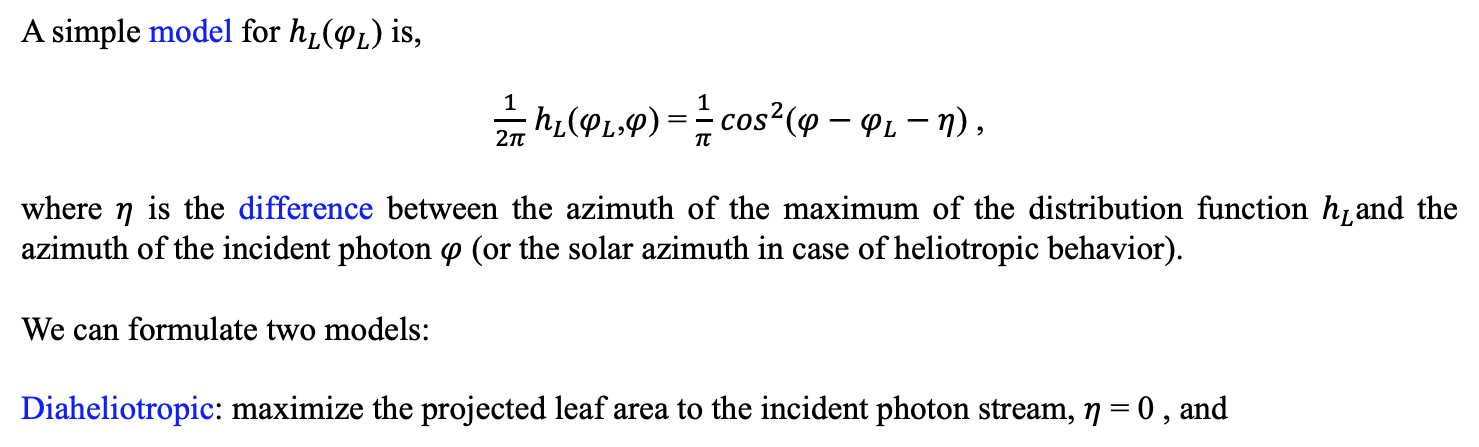 A simple model for h_L(φ_L) is,
1/2π h_L(φ_L,φ) = 1/π cos²(φ − φ_L − η) ,
where η is the difference between the azimuth of the maximum of the distribution function h_L and the
azimuth of the incident photon φ (or the solar azimuth in case of heliotropic behavior).
We can formulate two models:
Diaheliotropic: maximize the projected leaf area to the incident photon stream, η = 0 , and